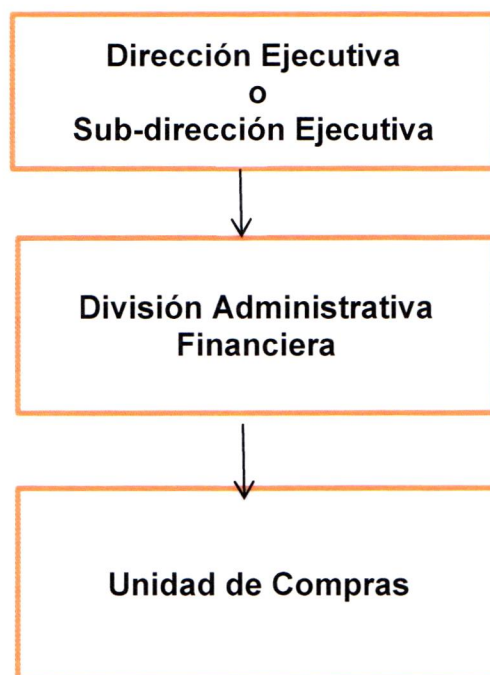 Dirección Ejecutiva
o
Sub-dirección Ejecutiva
División Administrativa
Financiera
Unidad de Compras